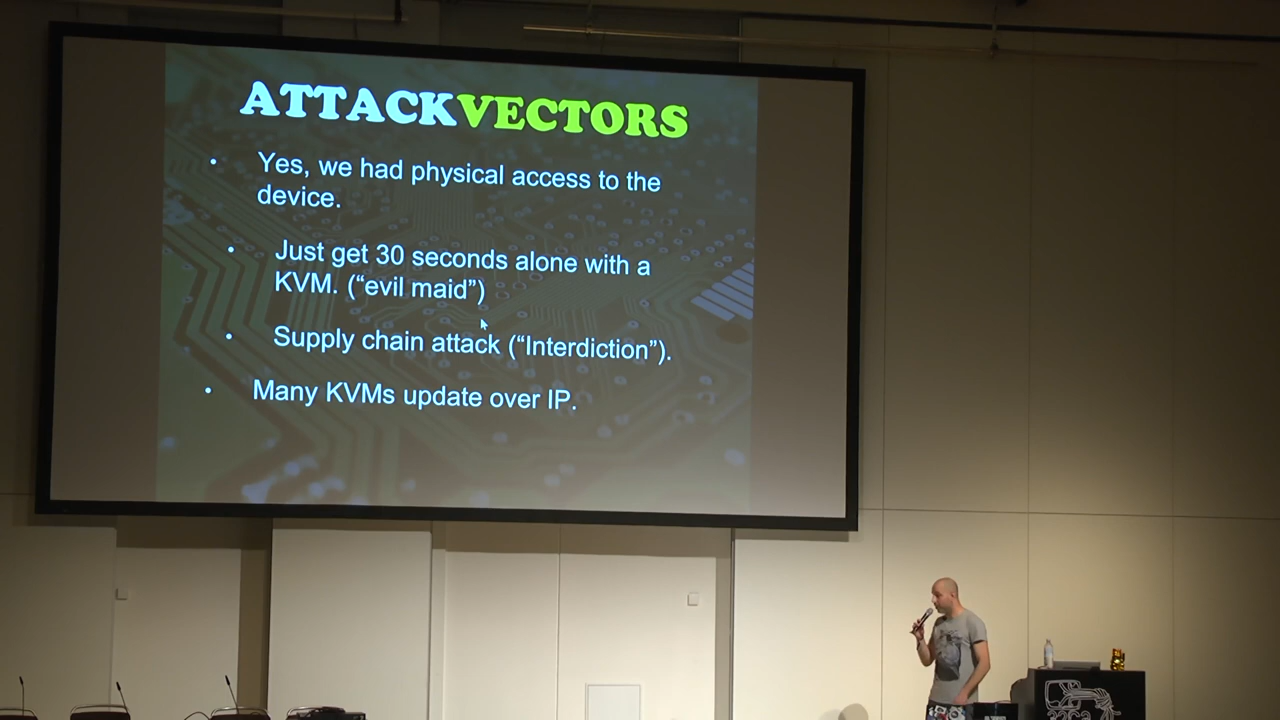 ATTACKVECTORS
• Yes, we had physical access to the
device.
• Just get 30 seconds alone with a
KVM. (“evil maid”)
• Supply chain attack (“Interdiction”).
• Many KVMs update over IP.
32c3